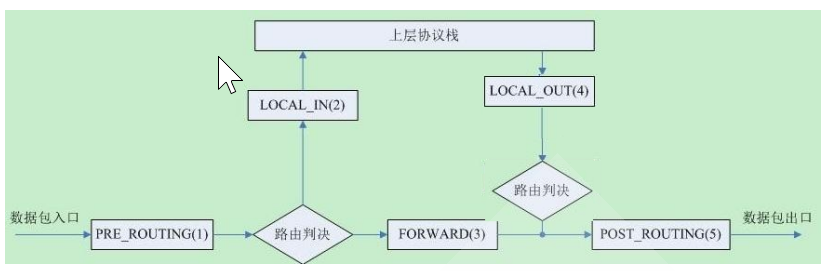 上层协议栈
LOCAL_IN(2)
LOCAL_OUT(4)
路由判决
数据包入口
数据包出口
PRE_ROUTING(1)
路由判决
FORWARD(3)
POST_ROUTING(5)